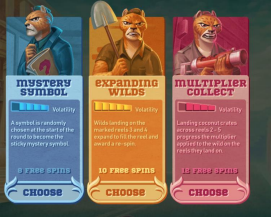 MYSTERY
SYMBOL
Volatility
A symbol is randomly
chosen at the start of the
round to become the
sticky mystery symbol.
8 FREE SPINS
CHOOSE
EXPANDING
WILDS
Volatility
Wilds landing on the
marked reels 3 and 4
expand to fill the reel and
award a re-spin.
10 FREE SPINS
CHOOSE
MULTIPLIER
COLLECT
Volatility
Landing coconut crates
across reels 2 - 5
progress the multiplier
applied to the wild on the
reels they land on.
12 FREE SPINS
CHOOSE